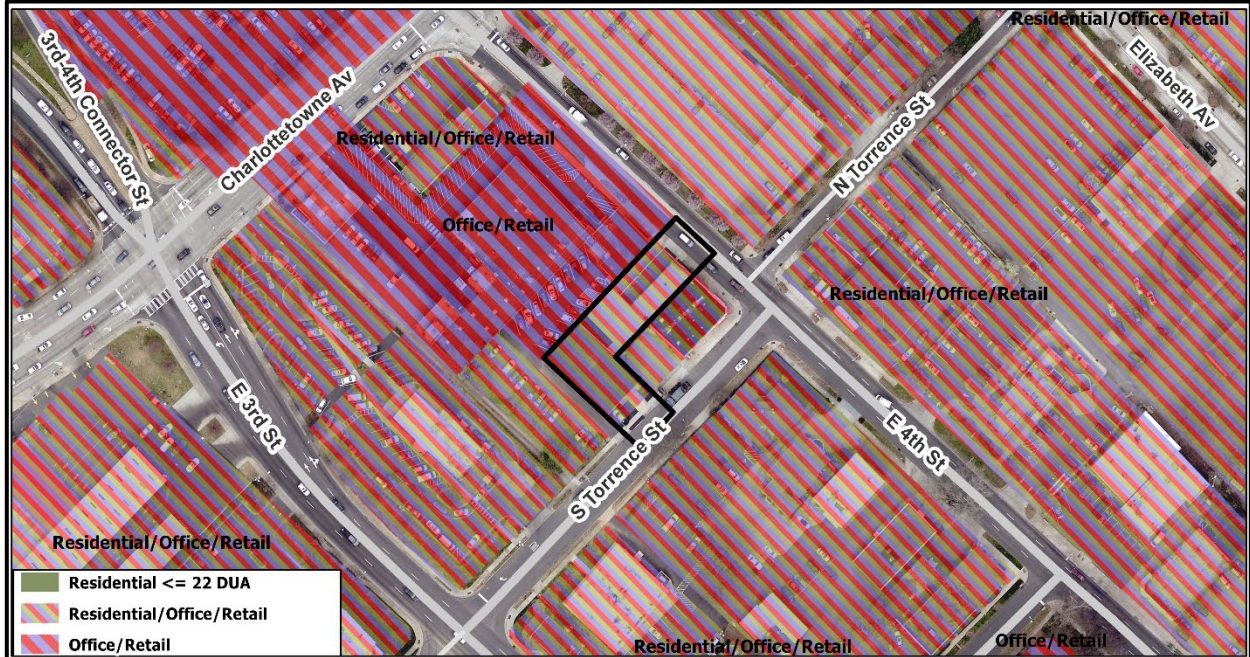 Residential/Office/Retail
3rd-4th Connector St
Charlottetowne Av
Elizabeth Av
Residential/Office/Retail
N Torrence St
Office/Retail
Residential/Office/Retail
E 3rd St
E 4th St
S Torrence St
Residential/Office/Retail
Residential <= 22 DUA
Residential/Office/Retail
Office/Retail
Residential/Office/Retail
Office/Retail